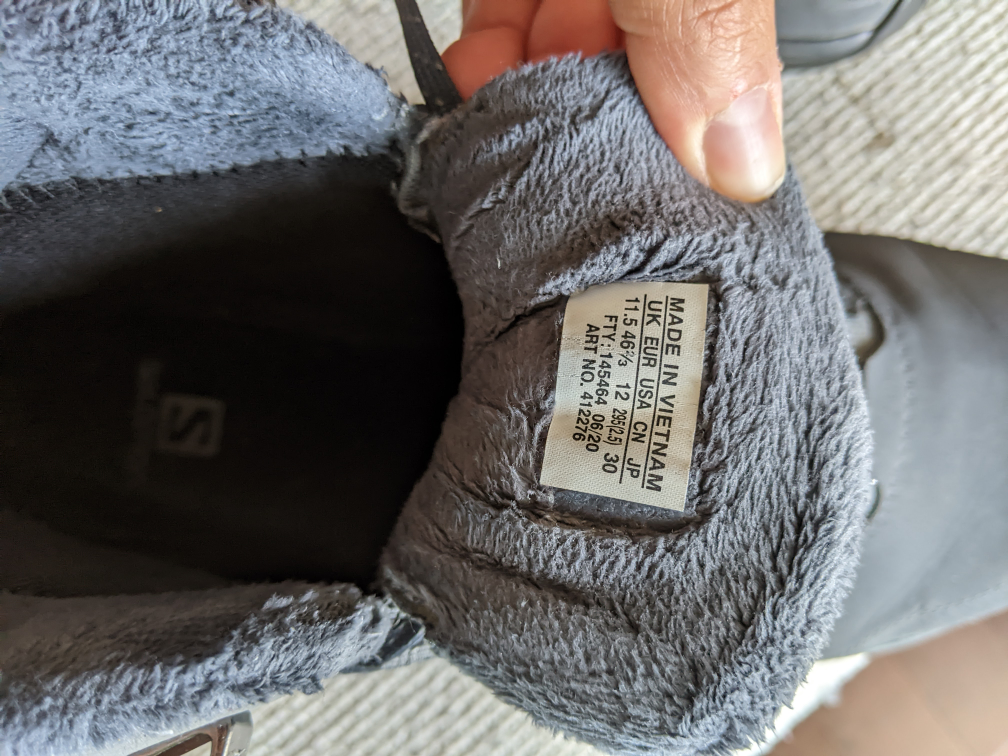 MADE IN VIETNAM
UK EUR USA CN JP
11.5 46⅔ 12 295(2.5) 30
FTY:145464 06/20
ART NO. 412276
S